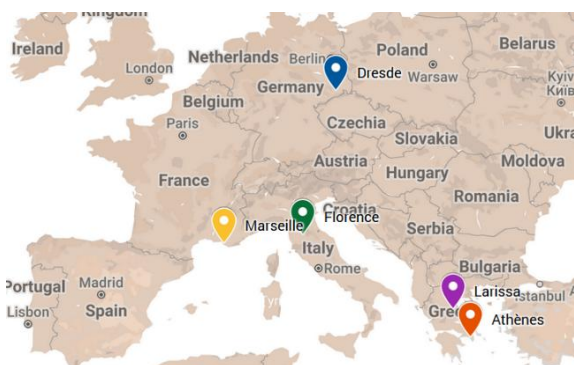 Kingdom
Ireland
London
Netherlands
Berlin
Poland
Belarus
Dresde
Warsaw
Germany
Belgium
Kyiv
Київ
Paris
Czechia
Slovakia
Ukra
Austria
Moldova
Hungary
France
Romania
Croatia
Marseille
Florence
Serbia
Italy
Rome
Bulgaria
Portugal
Madrid
Larissa
Istanbul
Lisbon
Spain
Gree
Athènes